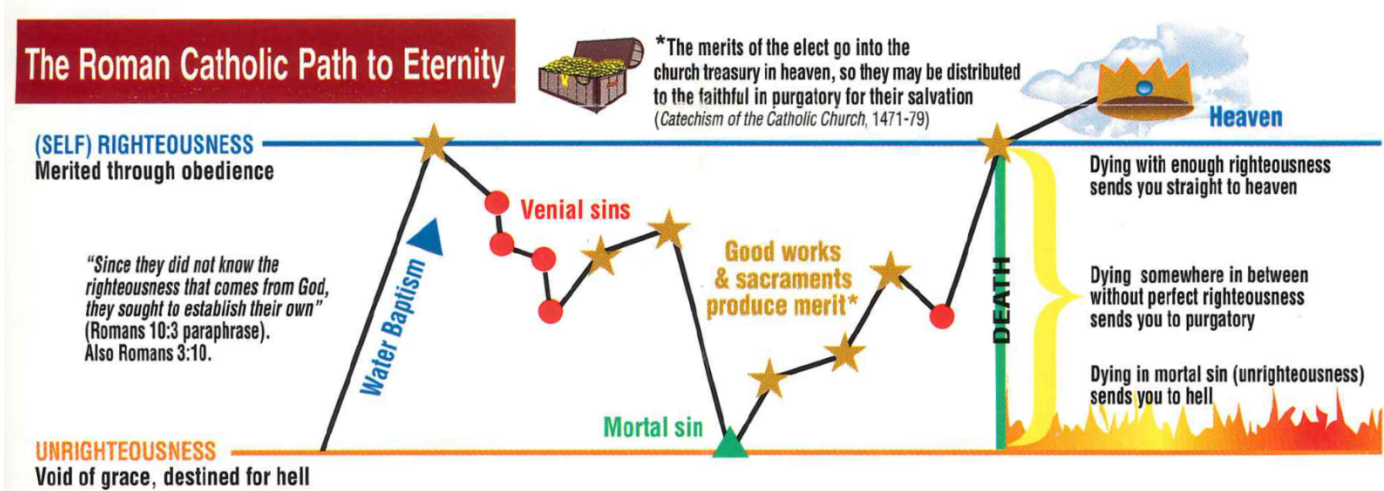 The Roman Catholic Path to Eternity
*The merits of the elect go into the
church treasury in heaven, so they may be distributed
to the faithful in purgatory for their salvation
(Catechism of the Catholic Church, 1471-79)
Heaven
(SELF) RIGHTEOUSNESS
Merited through obedience
"Since they did not know the
righteousness that comes from God,
they sought to establish their own"
(Romans 10:3 paraphrase).
Also Romans 3:10.
Water Baptism
Venial sins
Good works
& sacraments
produce merit*
Mortal sin
DEATH
Dying with enough righteousness
sends you straight to heaven
Dying somewhere in between
without perfect righteousness
sends you to purgatory
Dying in mortal sin (unrighteousness)
sends you to hell
UNRIGHTEOUSNESS
Void of grace, destined for hell